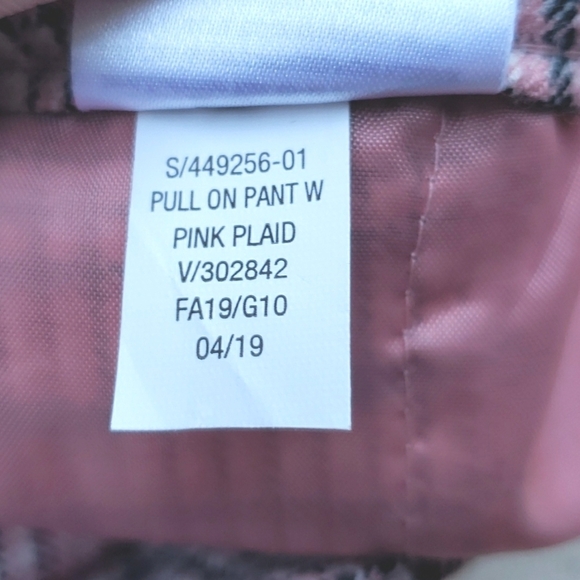 S/449256-01
PULL ON PANT W
PINK PLAID
V/302842
FA19/G10
04/19